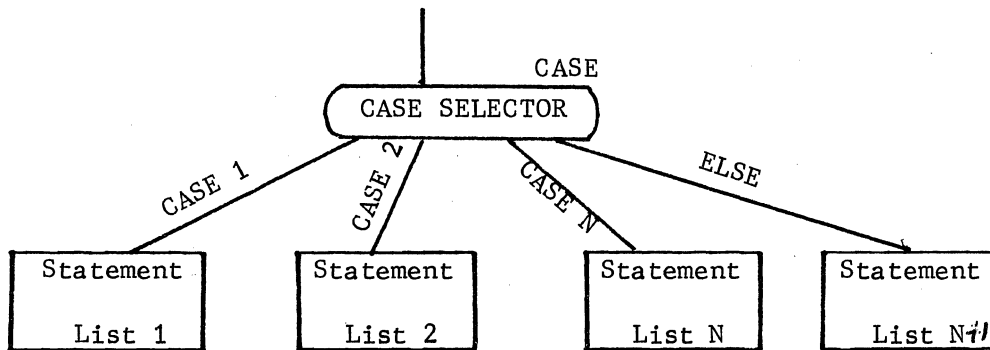 CASE
CASE SELECTOR
CASE 1
CASE 2
CASE N
ELSE
Statement
List 1
Statement
List 2
Statement
List N
Statement
List N+1